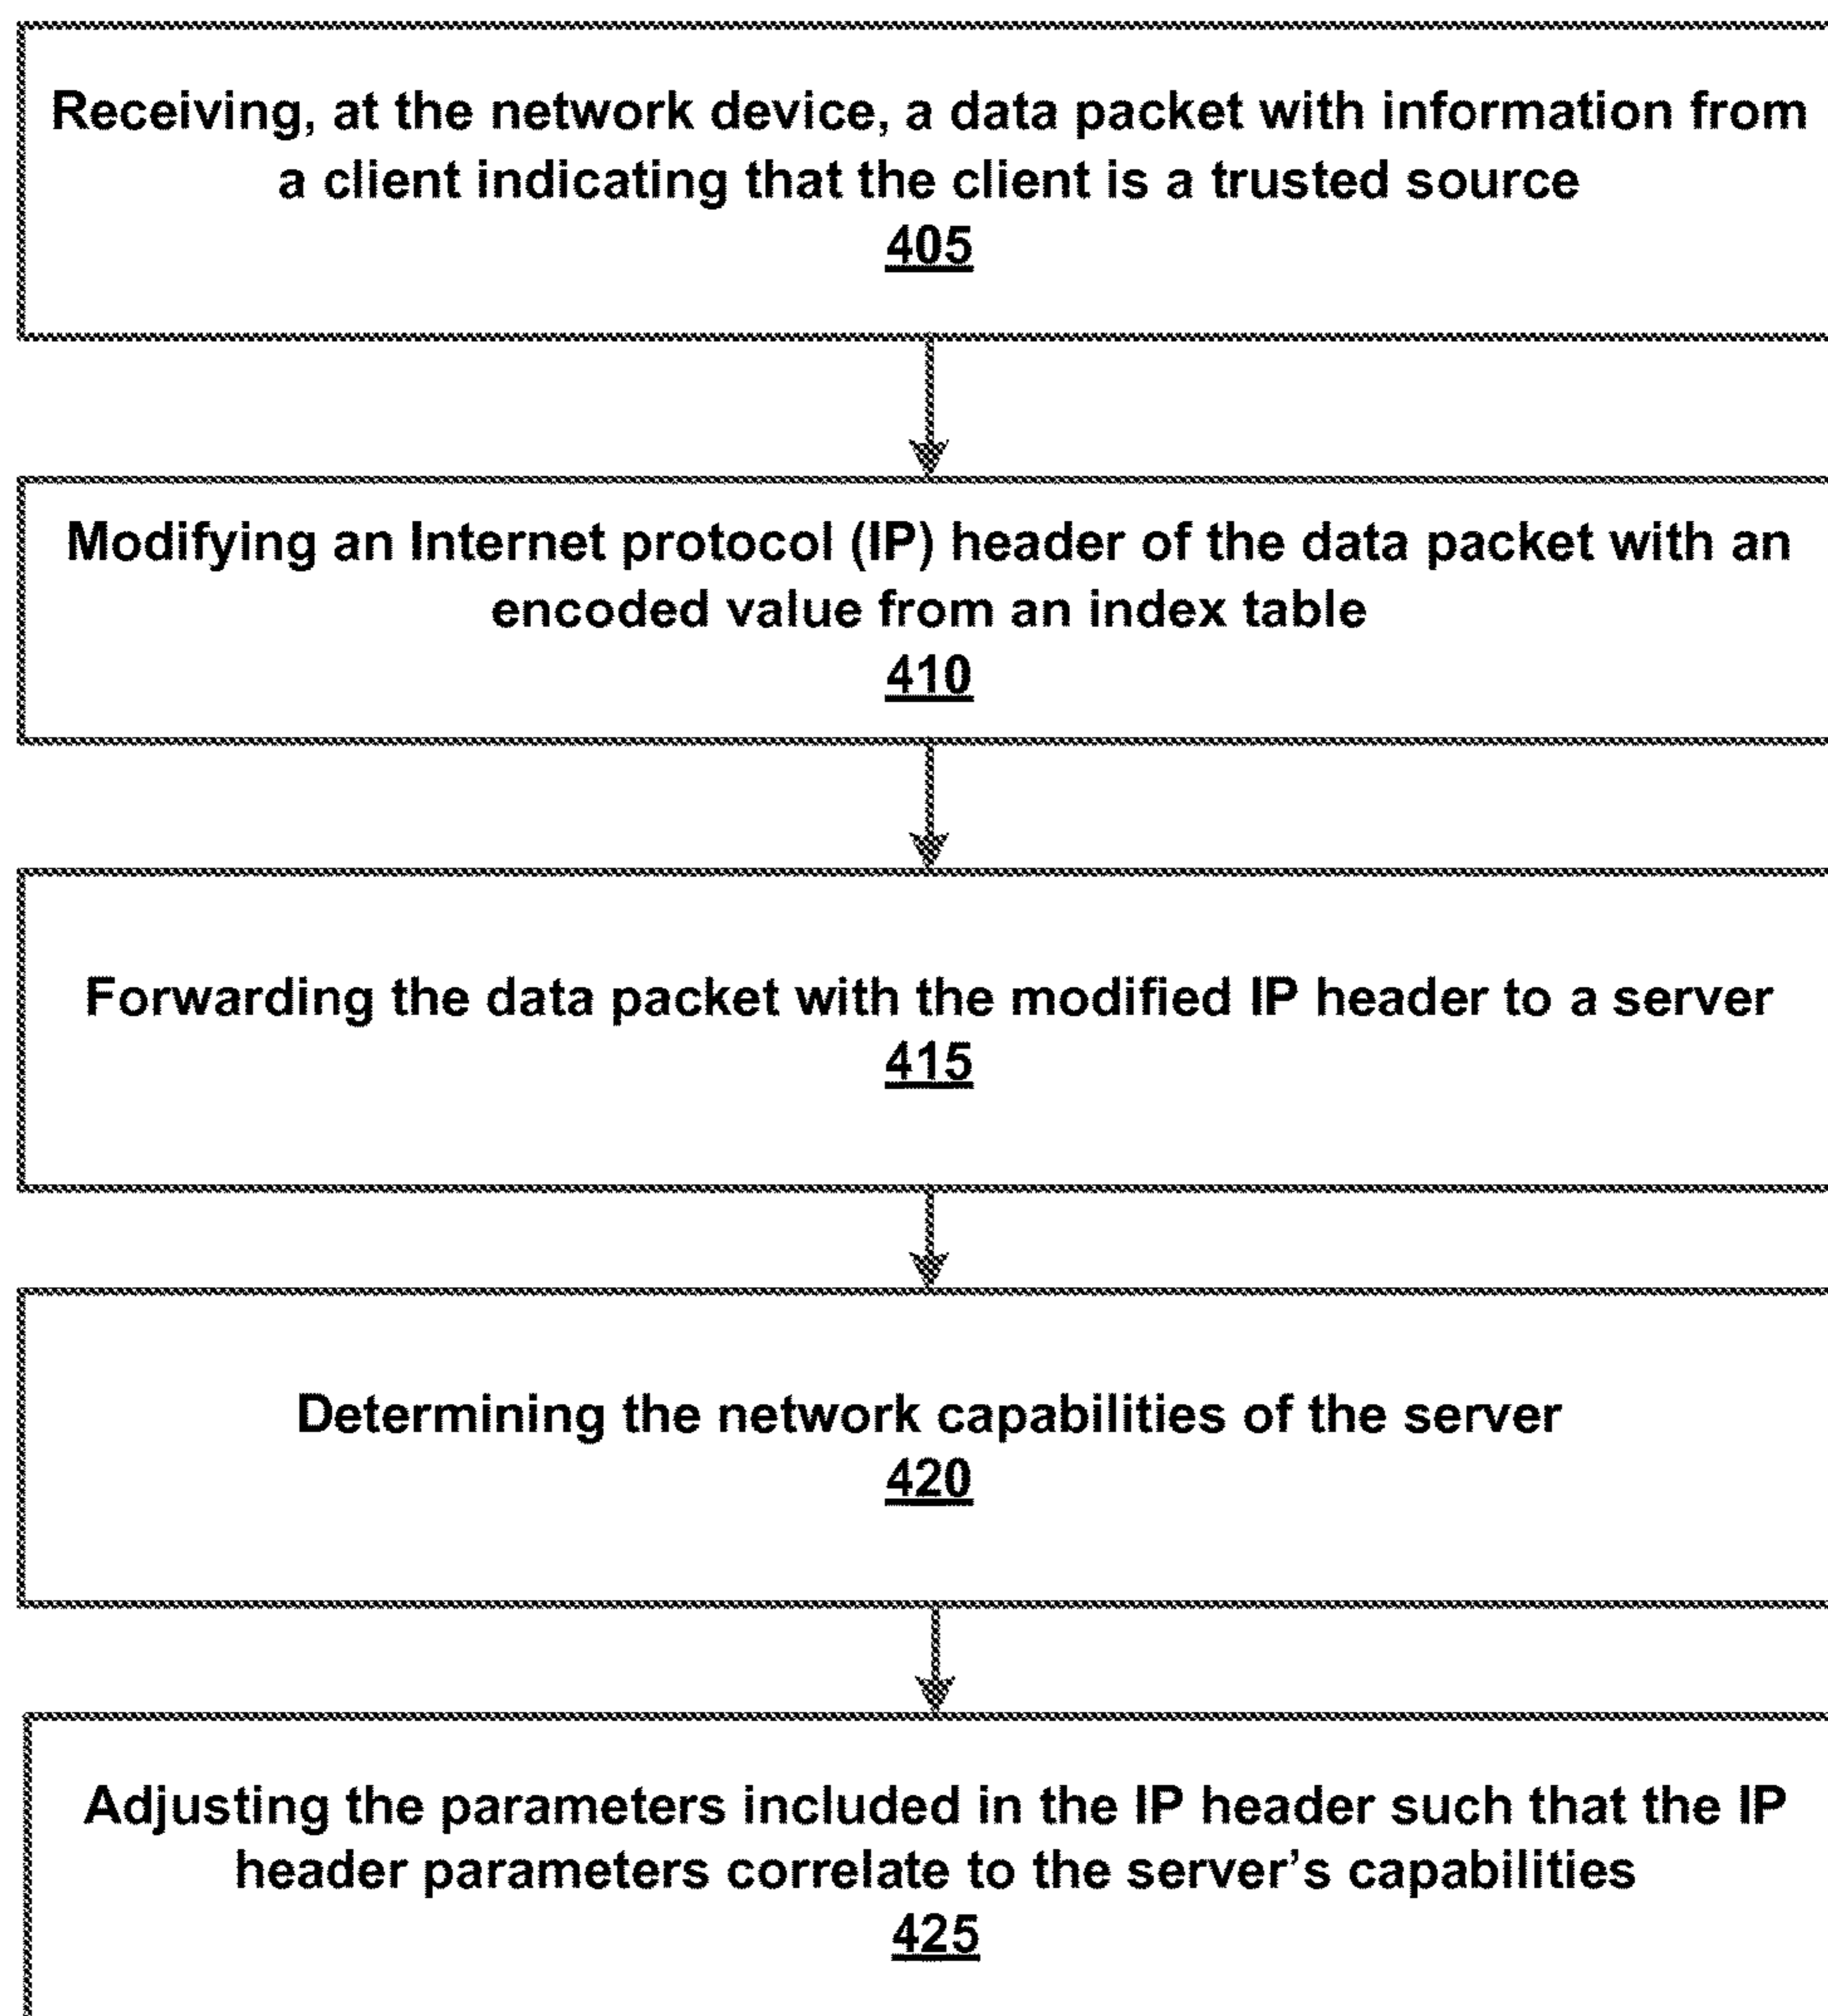 Receiving, at the network device, a data packet with information from
a client indicating that the client is a trusted source
405
Modifying an Internet protocol (IP) header of the data packet with an
encoded value from an index table
410
Forwarding the data packet with the modified IP header to a server
415
Determining the network capabilities of the server
420
Adjusting the parameters included in the IP header such that the IP
header parameters correlate to the server’s capabilities
425